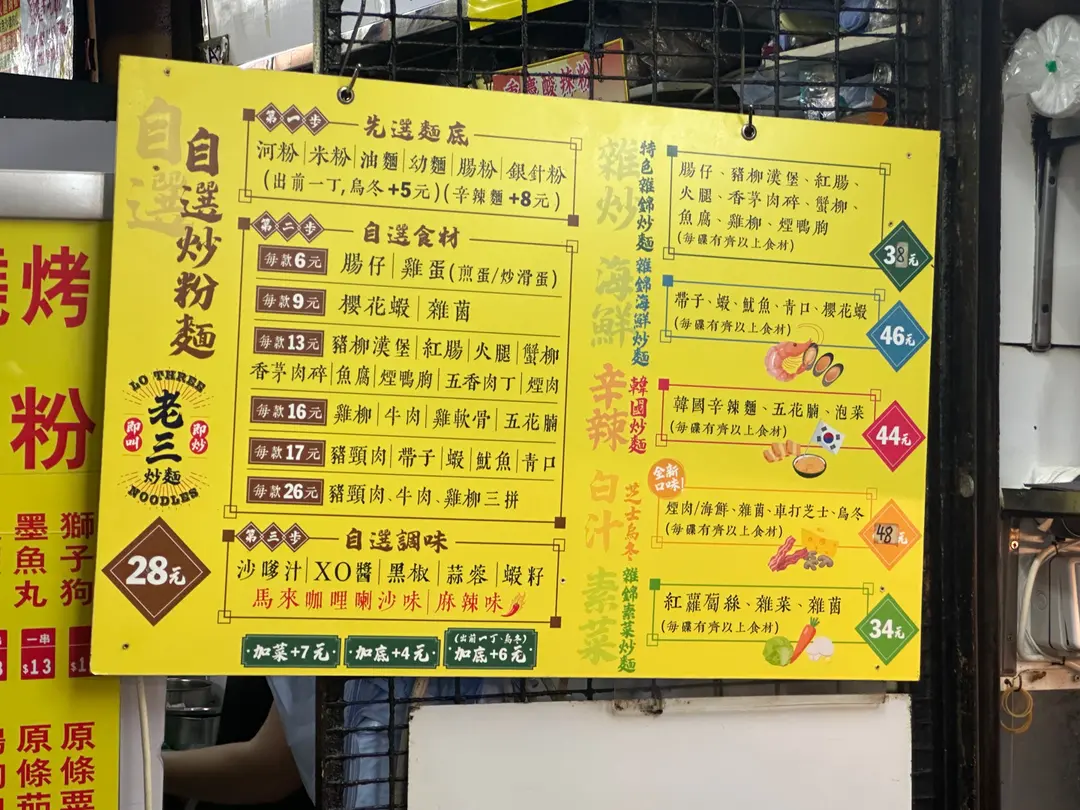 自選
自選炒粉麵
LO THREE
老三
即叫
即炒
炒麵
NOODLES
28元
第一步 先選麵底
河粉|米粉|油麵|幼麵|腸粉|銀針粉
(出前一丁,烏冬+5元)(辛辣麵+8元)
第二步 自選食材
每款6元 腸仔|雞蛋(煎蛋/炒滑蛋)
每款9元 櫻花蝦|雜菌
每款13元 豬柳漢堡|紅腸|火腿|蟹柳
香茅肉碎|魚腐|煙鴨胸|五香肉丁|煙肉
每款16元 雞柳|牛肉|雞軟骨|五花腩
每款17元 豬頸肉|帶子|蝦|魷魚|青口
每款26元 豬頸肉、牛肉、雞柳三拼
第三步 自選調味
沙嗲汁|XO醬|黑椒|蒜蓉|蝦籽
馬來咖哩喇沙味|麻辣味
加菜+7元
加底+4元
(出前一丁、烏冬)
加底+6元
雜炒
特色雜錦炒麵
腸仔、豬柳漢堡、紅腸、
火腿、香茅肉碎、蟹柳、
魚腐、雞柳、煙鴨胸
(每碟有齊以上食材)
38元
海鮮
雜錦海鮮炒麵
帶子、蝦、魷魚、青口、櫻花蝦
(每碟有齊以上食材)
46元
辛辣
韓國炒麵
韓國辛辣麵、五花腩、泡菜
(每碟有齊以上食材)
44元
全新口味!
白汁
芝士烏冬
煙肉/海鮮、雜菌、車打芝士、烏冬
(每碟有齊以上食材)
48元
素菜
雜錦素菜炒麵
紅蘿蔔絲、雜菜、雜菌
(每碟有齊以上食材)
34元
酸辣粉
烤
粉
墨魚丸
獅子狗
一串
$13
原條茄
原條粟